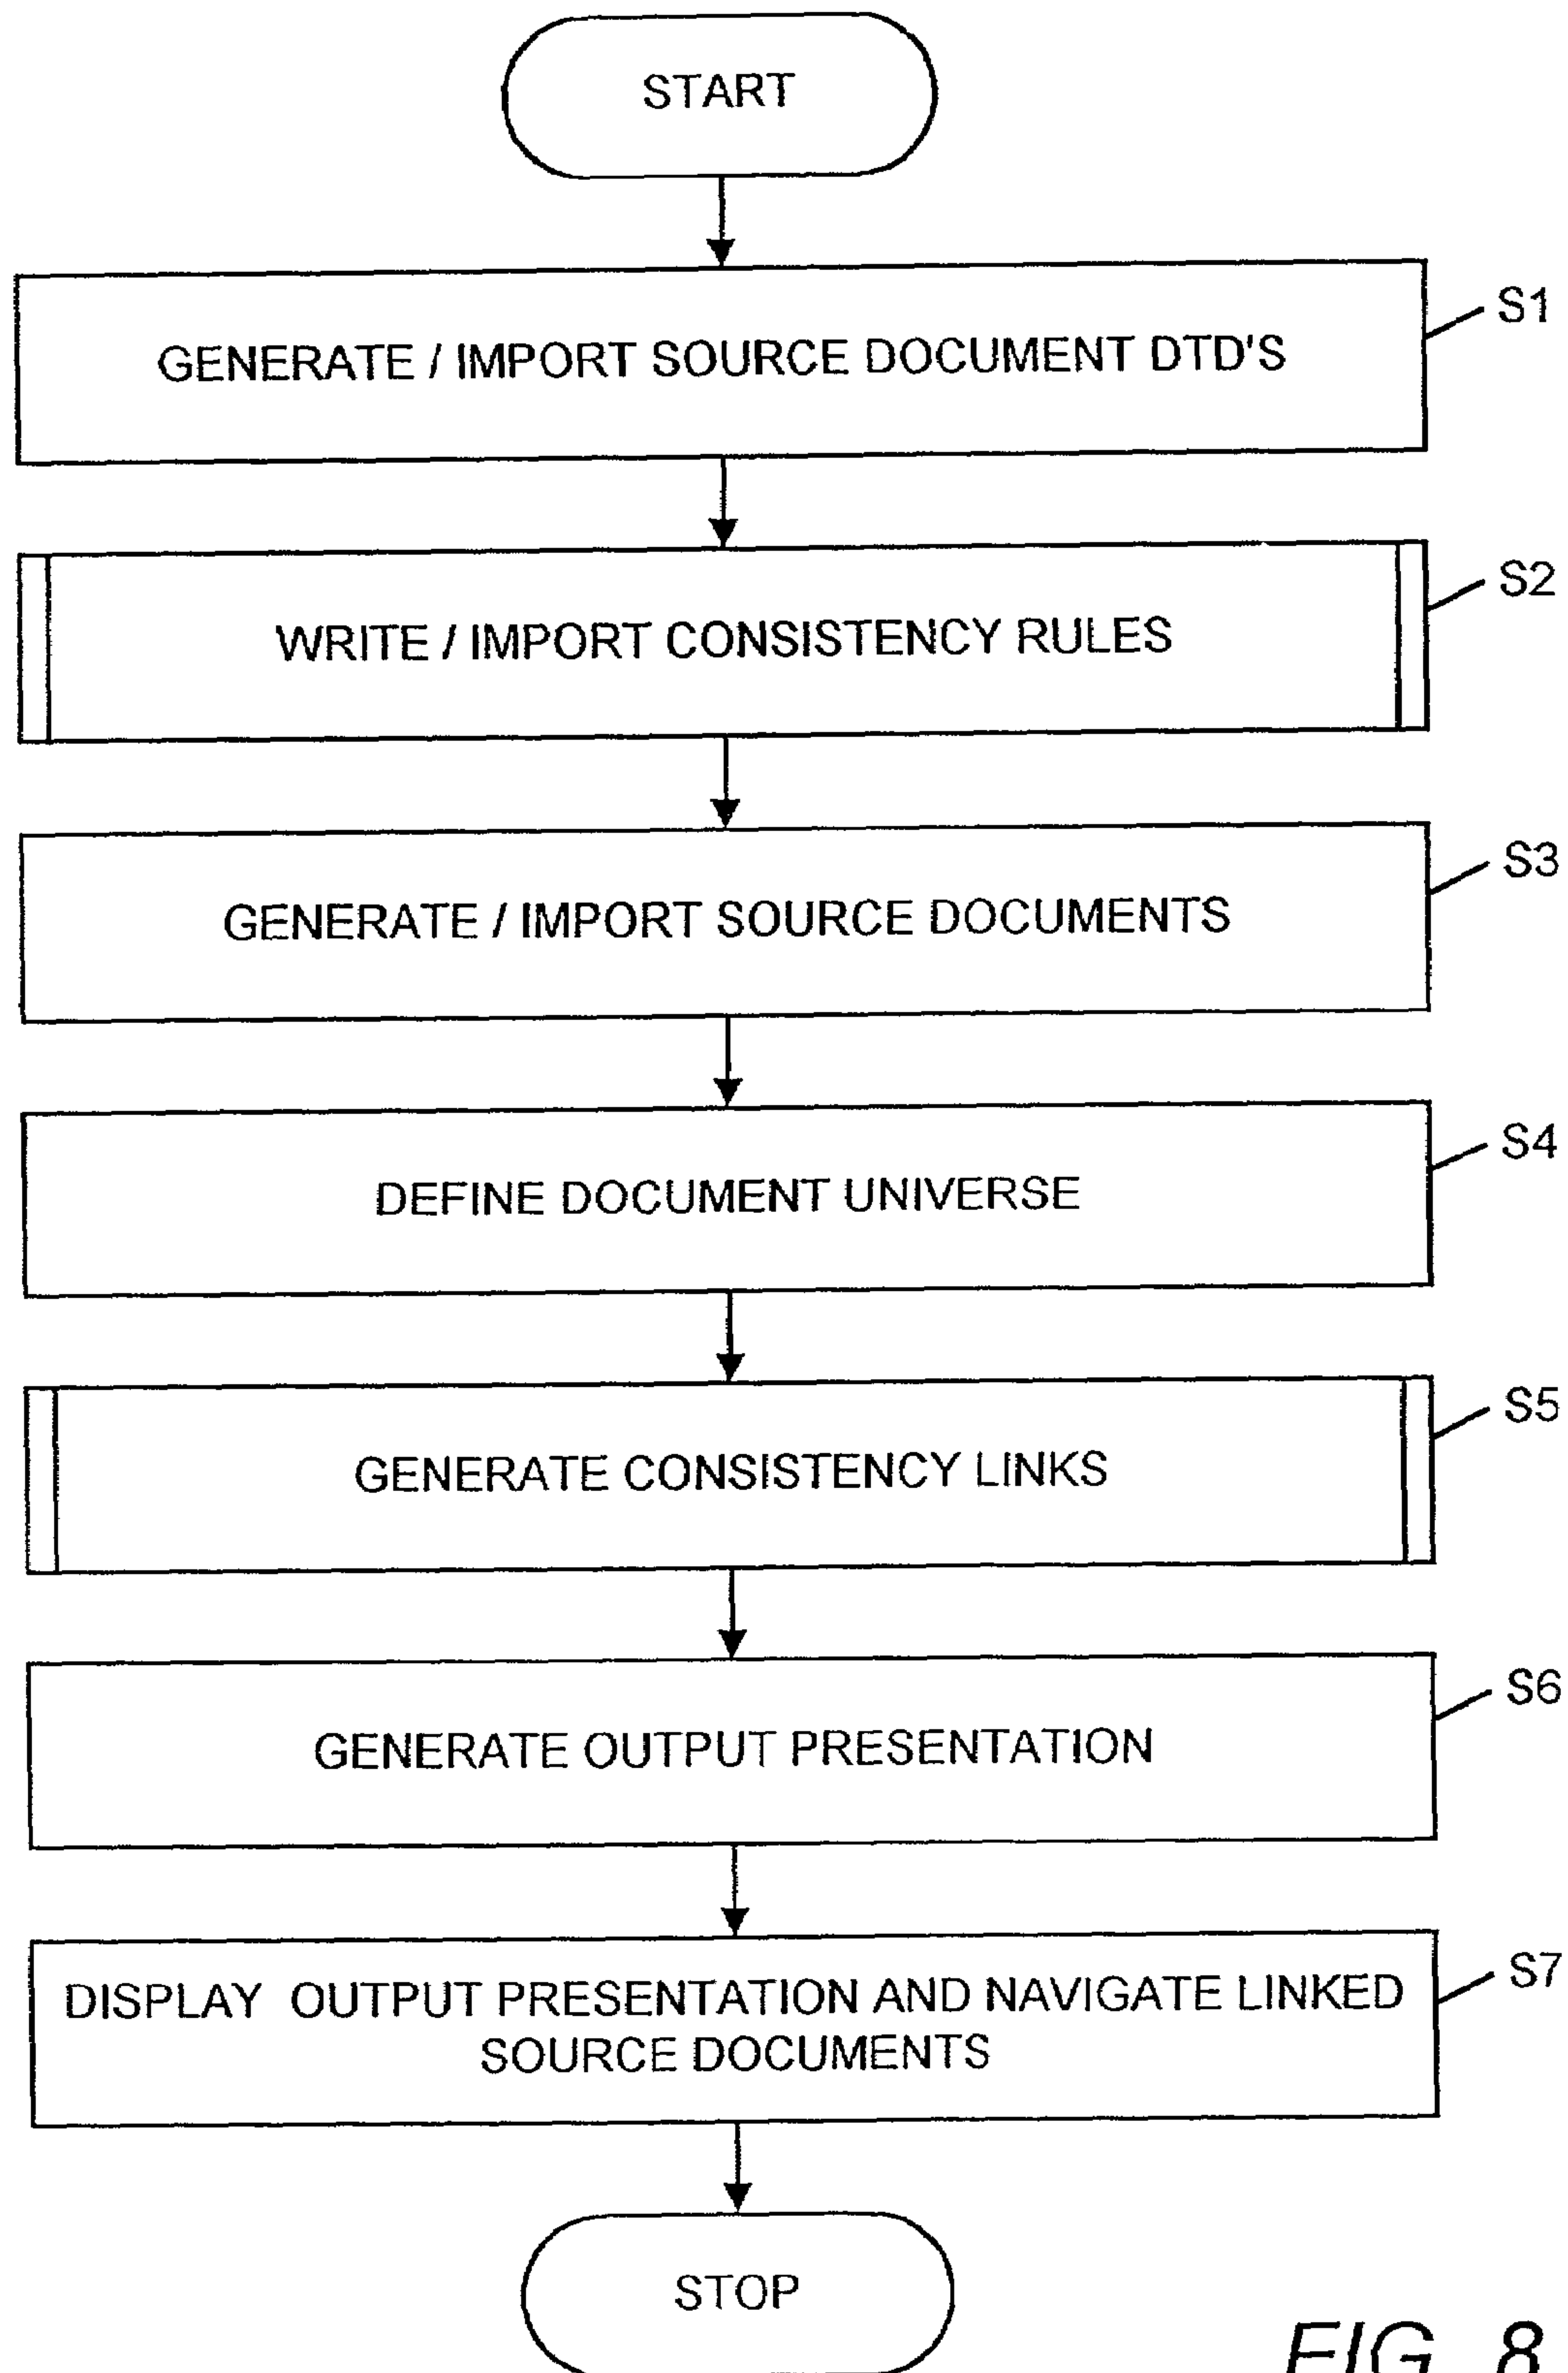 START
GENERATE / IMPORT SOURCE DOCUMENT DTD'S
S1
WRITE / IMPORT CONSISTENCY RULES
S2
GENERATE / IMPORT SOURCE DOCUMENTS
S3
DEFINE DOCUMENT UNIVERSE
S4
GENERATE CONSISTENCY LINKS
S5
GENERATE OUTPUT PRESENTATION
S6
DISPLAY OUTPUT PRESENTATION AND NAVIGATE LINKED
SOURCE DOCUMENTS
S7
STOP
FIG. 8